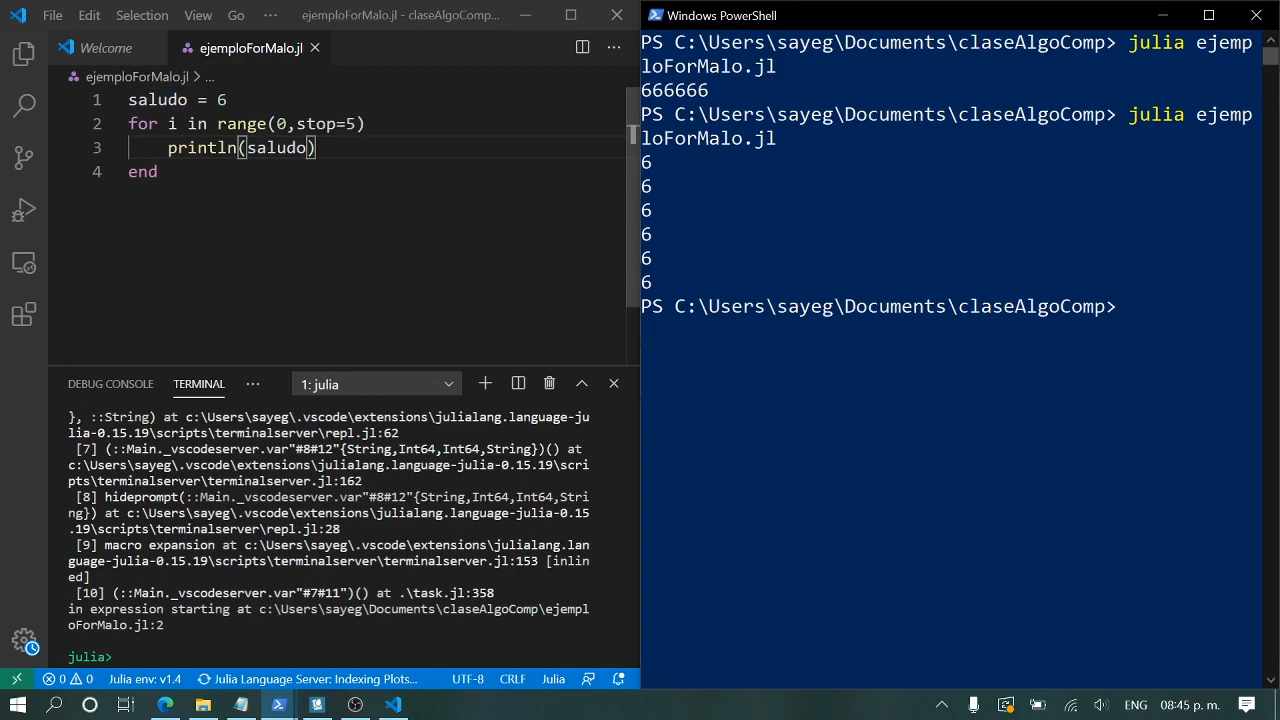 File Edit Selection View Go ··· ejemploForMalo.jl - claseAlgoComp...
Welcome ejemploForMalo.jl ···
ejemploForMalo.jl > ...
1 saludo = 6
2 for i in range(0,stop=5)
3 println(saludo)
4 end
DEBUG CONSOLE TERMINAL ··· 1: julia
}, ::String) at c:\Users\sayeg\.vscode\extensions\julialang.language-ju
lia-0.15.19\scripts\terminalserver\repl.jl:62
[7] (::Main._vscodeserver.var"#8#12"{String,Int64,Int64,String})() at
c:\Users\sayeg\.vscode\extensions\julialang.language-julia-0.15.19\scri
pts\terminalserver\terminalserver.jl:162
[8] hideprompt(::Main._vscodeserver.var"#8#12"{String,Int64,Int64,Stri
ng}) at c:\Users\sayeg\.vscode\extensions\julialang.language-julia-0.15
.19\scripts\terminalserver\repl.jl:28
[9] macro expansion at c:\Users\sayeg\.vscode\extensions\julialang.lan
guage-julia-0.15.19\scripts\terminalserver\terminalserver.jl:153 [inlin
ed]
[10] (::Main._vscodeserver.var"#7#11")() at .\task.jl:358
in expression starting at c:\Users\sayeg\Documents\claseAlgoComp\ejempl
oForMalo.jl:2
julia>
0 0 Julia env: v1.4 Julia Language Server: Indexing Plots... UTF-8 CRLF Julia
Windows PowerShell
PS C:\Users\sayeg\Documents\claseAlgoComp> julia ejemp
loForMalo.jl
666666
PS C:\Users\sayeg\Documents\claseAlgoComp> julia ejemp
loForMalo.jl
6
6
6
6
6
6
PS C:\Users\sayeg\Documents\claseAlgoComp>
ENG 08:45 p. m.